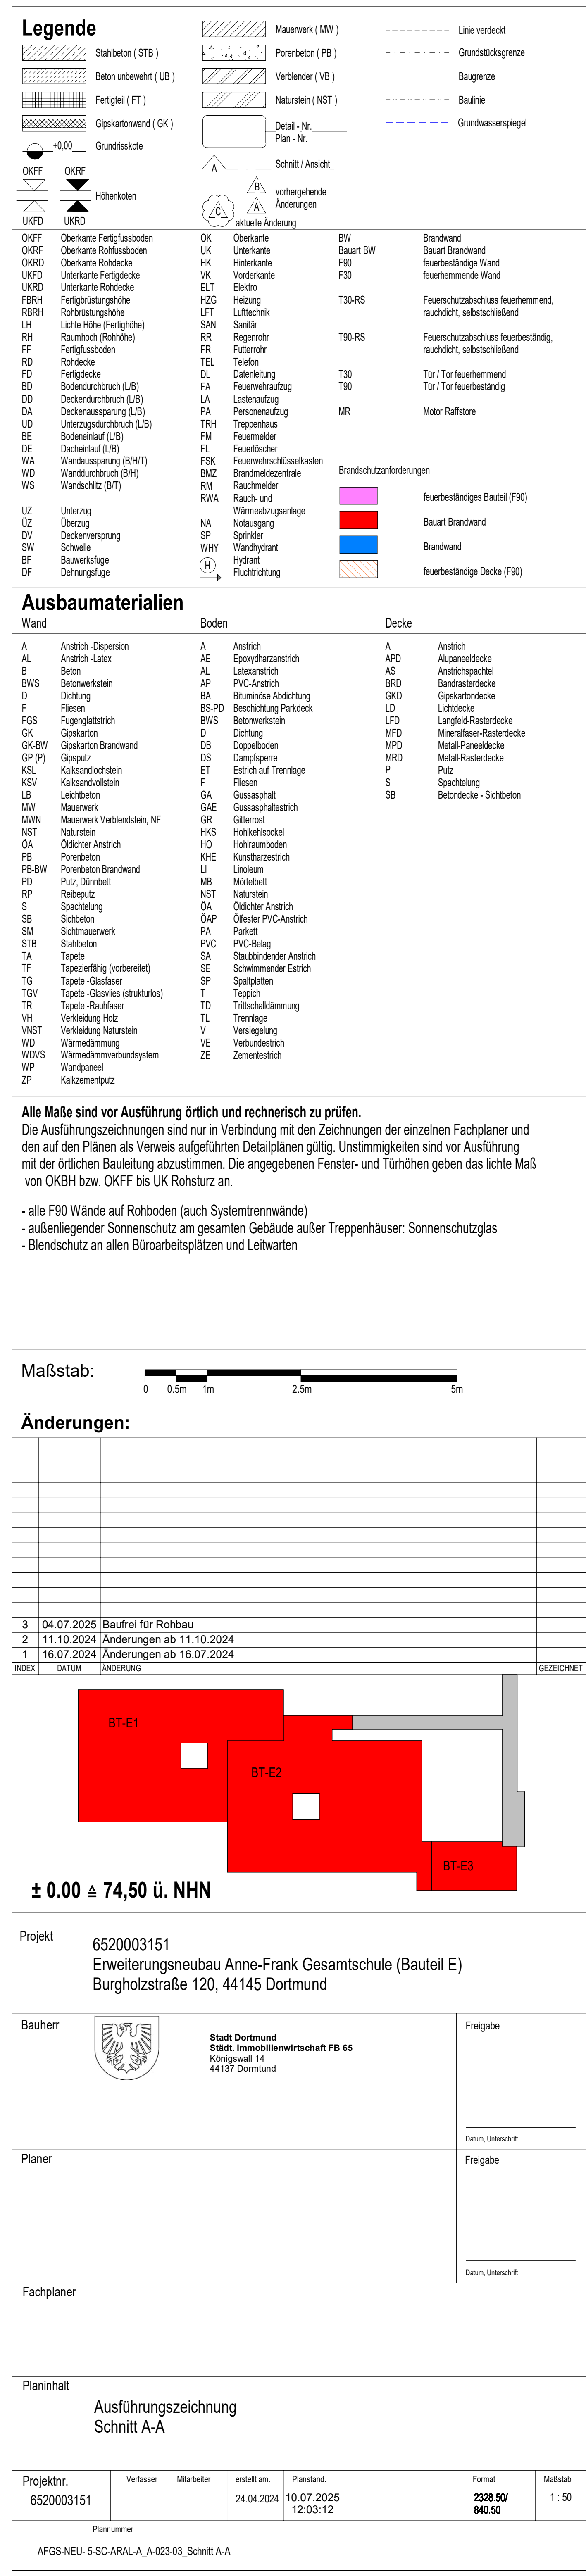 Legende
Stahlbeton ( STB )
Beton unbewehrt ( UB )
Fertigteil ( FT )
Gipskartonwand ( GK )
+0,00
Grundrisskote
OKFF OKRF
Höhenkoten
UKFD UKRD
Mauerwerk ( MW )
Porenbeton ( PB )
Verblender ( VB )
Naturstein ( NST )
Detail - Nr.
Plan - Nr.
A
Schnitt / Ansicht_
B
A
C
vorhergehende
Änderungen
aktuelle Änderung
Linie verdeckt
Grundstücksgrenze
Baugrenze
Baulinie
Grundwasserspiegel
OKFF Oberkante Fertigfussboden
OKRF Oberkante Rohfussboden
OKRD Oberkante Rohdecke
UKFD Unterkante Fertigdecke
UKRD Unterkante Rohdecke
FBRH Fertigbrüstungshöhe
RBRH Rohbrüstungshöhe
LH Lichte Höhe (Fertighöhe)
RH Raumhoch (Rohhöhe)
FF Fertigfussboden
RD Rohdecke
FD Fertigdecke
BD Bodendurchbruch (L/B)
DD Deckendurchbruch (L/B)
DA Deckenaussparung (L/B)
UD Unterzugsdurchbruch (L/B)
BE Bodeneinlauf (L/B)
DE Dacheinlauf (L/B)
WA Wandaussparung (B/H/T)
WD Wanddurchbruch (B/H)
WS Wandschlitz (B/T)
UZ Unterzug
ÜZ Überzug
DV Deckenversprung
SW Schwelle
BF Bauwerksfuge
DF Dehnungsfuge
OK Oberkante
UK Unterkante
HK Hinterkante
VK Vorderkante
ELT Elektro
HZG Heizung
LFT Lufttechnik
SAN Sanitär
RR Regenrohr
FR Futterrohr
TEL Telefon
DL Datenleitung
FA Feuerwehraufzug
LA Lastenaufzug
PA Personenaufzug
TRH Treppenhaus
FM Feuermelder
FL Feuerlöscher
FSK Feuerwehrschlüsselkasten
BMZ Brandmeldezentrale
RM Rauchmelder
RWA Rauch- und
Wärmeabzugsanlage
NA Notausgang
SP Sprinkler
WHY Wandhydrant
H Hydrant
Fluchtrichtung
BW Brandwand
Bauart BW Bauart Brandwand
F90 feuerbeständige Wand
F30 feuerhemmende Wand
T30-RS Feuerschutzabschluss feuerhemmend,
rauchdicht, selbstschließend
T90-RS Feuerschutzabschluss feuerbeständig,
rauchdicht, selbstschließend
T30 Tür / Tor feuerhemmend
T90 Tür / Tor feuerbeständig
MR Motor Raffstore
Brandschutzanforderungen
feuerbeständiges Bauteil (F90)
Bauart Brandwand
Brandwand
feuerbeständige Decke (F90)
Ausbaumaterialien
Wand
A Anstrich -Dispersion
AL Anstrich -Latex
B Beton
BWS Betonwerkstein
D Dichtung
F Fliesen
FGS Fugenglattstrich
GK Gipskarton
GK-BW Gipskarton Brandwand
GP (P) Gipsputz
KSL Kalksandlochstein
KSV Kalksandvollstein
LB Leichtbeton
MW Mauerwerk
MWN Mauerwerk Verblendstein, NF
NST Naturstein
ÖA Öldichter Anstrich
PB Porenbeton
PB-BW Porenbeton Brandwand
PD Putz, Dünnbett
RP Reibeputz
S Spachtelung
SB Sichbeton
SM Sichtmauerwerk
STB Stahlbeton
TA Tapete
TF Tapezierfähig (vorbereitet)
TG Tapete -Glasfaser
TGV Tapete -Glasvlies (strukturlos)
TR Tapete -Rauhfaser
VH Verkleidung Holz
VNST Verkleidung Naturstein
WD Wärmedämmung
WDVS Wärmedämmverbundsystem
WP Wandpaneel
ZP Kalkzementputz
Boden
A Anstrich
AE Epoxydharzanstrich
AL Latexanstrich
AP PVC-Anstrich
BA Bituminöse Abdichtung
BS-PD Beschichtung Parkdeck
BWS Betonwerkstein
D Dichtung
DB Doppelboden
DS Dampfsperre
ET Estrich auf Trennlage
F Fliesen
GA Gussasphalt
GAE Gussasphaltestrich
GR Gitterrost
HKS Hohlkehlsockel
HO Hohlraumboden
KHE Kunstharzestrich
LI Linoleum
MB Mörtelbett
NST Naturstein
ÖA Öldichter Anstrich
ÖAP Ölfester PVC-Anstrich
PA Parkett
PVC PVC-Belag
SA Staubbindender Anstrich
SE Schwimmender Estrich
SP Spaltplatten
T Teppich
TD Trittschalldämmung
TL Trennlage
V Versiegelung
VE Verbundestrich
ZE Zementestrich
Decke
A Anstrich
APD Alupaneeldecke
AS Anstrichspachtel
BRD Bandrasterdecke
GKD Gipskartondecke
LD Lichtdecke
LFD Langfeld-Rasterdecke
MFD Mineralfaser-Rasterdecke
MPD Metall-Paneeldecke
MRD Metall-Rasterdecke
P Putz
S Spachtelung
SB Betondecke - Sichtbeton
Alle Maße sind vor Ausführung örtlich und rechnerisch zu prüfen.
Die Ausführungszeichnungen sind nur in Verbindung mit den Zeichnungen der einzelnen Fachplaner und
den auf den Plänen als Verweis aufgeführten Detailplänen gültig. Unstimmigkeiten sind vor Ausführung
mit der örtlichen Bauleitung abzustimmen. Die angegebenen Fenster- und Türhöhen geben das lichte Maß
von OKBH bzw. OKFF bis UK Rohsturz an.
- alle F90 Wände auf Rohboden (auch Systemtrennwände)
- außenliegender Sonnenschutz am gesamten Gebäude außer Treppenhäuser: Sonnenschutzglas
- Blendschutz an allen Büroarbeitsplätzen und Leitwarten
Maßstab:
0 0.5m 1m 2.5m 5m
Änderungen:
3 04.07.2025 Baufrei für Rohbau
2 11.10.2024 Änderungen ab 11.10.2024
1 16.07.2024 Änderungen ab 16.07.2024
INDEX DATUM ÄNDERUNG GEZEICHNET
BT-E1
BT-E2
BT-E3
± 0.00 ≙ 74,50 ü. NHN
Projekt
6520003151
Erweiterungsneubau Anne-Frank Gesamtschule (Bauteil E)
Burgholzstraße 120, 44145 Dortmund
Bauherr
Stadt Dortmund
Städt. Immobilienwirtschaft FB 65
Königswall 14
44137 Dormtund
Freigabe
Datum, Unterschrift
Planer
Freigabe
Datum, Unterschrift
Fachplaner
Planinhalt
Ausführungszeichnung
Schnitt A-A
Projektnr.
6520003151
Verfasser
Mitarbeiter
erstellt am:
24.04.2024
Planstand:
10.07.2025
12:03:12
Format
2328.50/
840.50
Maßstab
1 : 50
Plannummer
AFGS-NEU- 5-SC-ARAL-A_A-023-03_Schnitt A-A